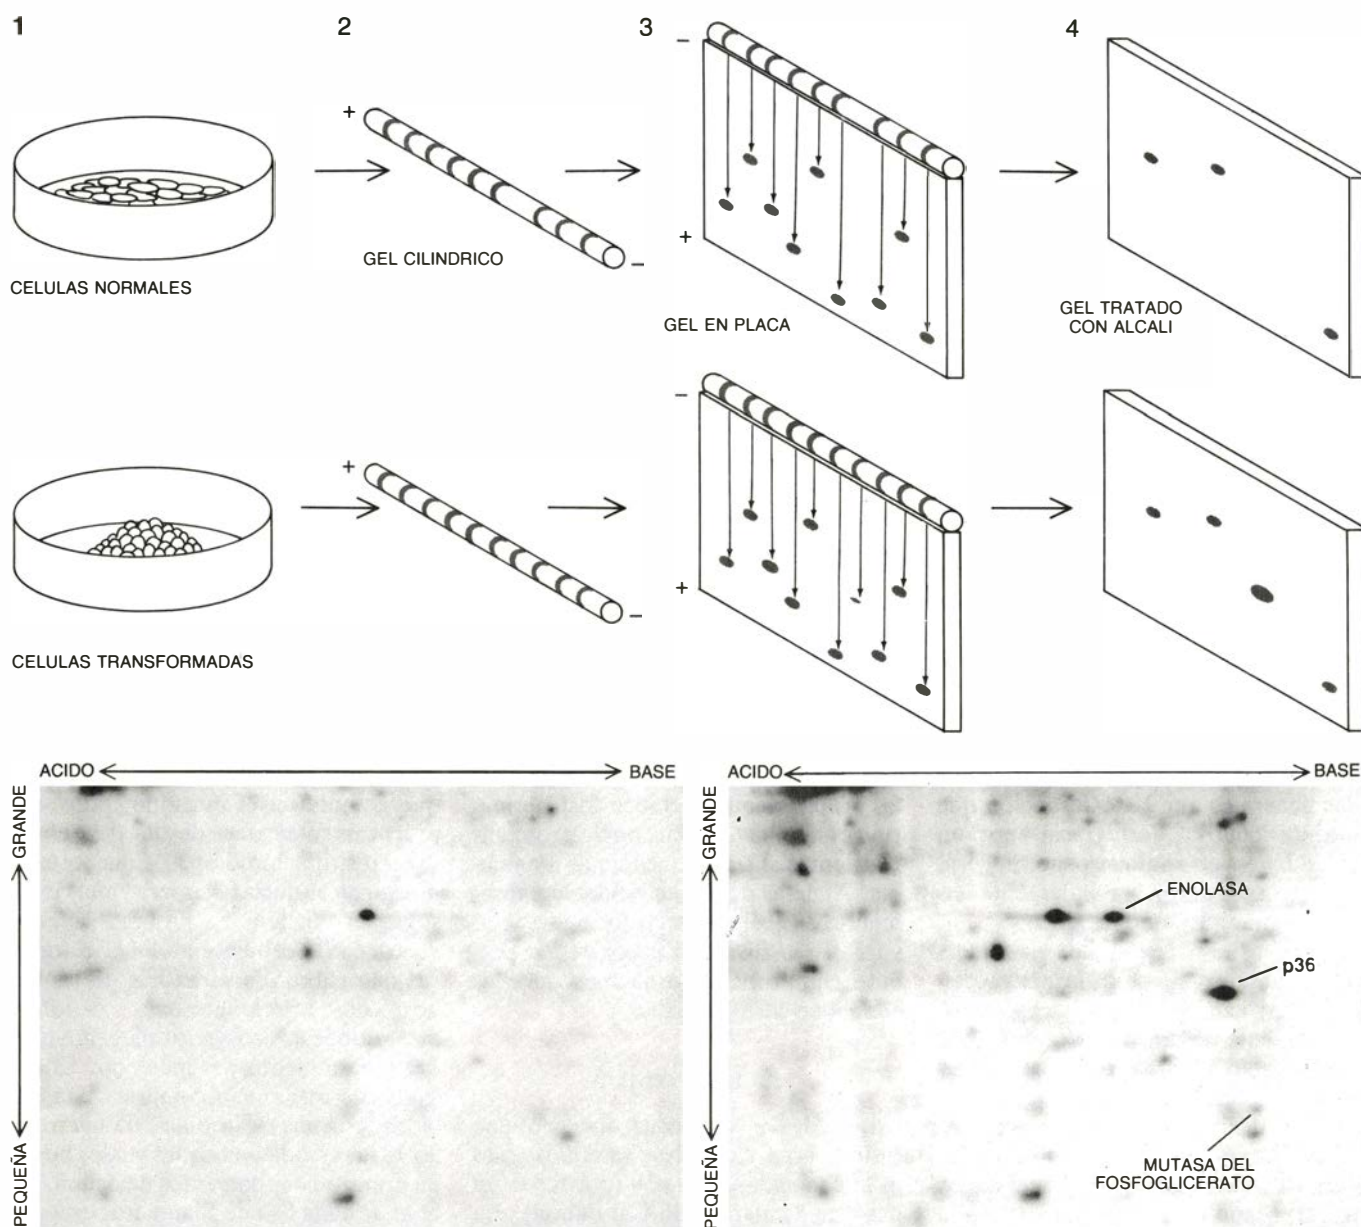 1
2
3
4
+
−
GEL CILINDRICO
CELULAS NORMALES
−
+
GEL EN PLACA
GEL TRATADO
CON ALCALI
+
−
CELULAS TRANSFORMADAS
−
+
ACIDO
BASE
GRANDE
PEQUEÑA
ACIDO
BASE
GRANDE
PEQUEÑA
ENOLASA
p36
MUTASA DEL
FOSFOGLICERATO